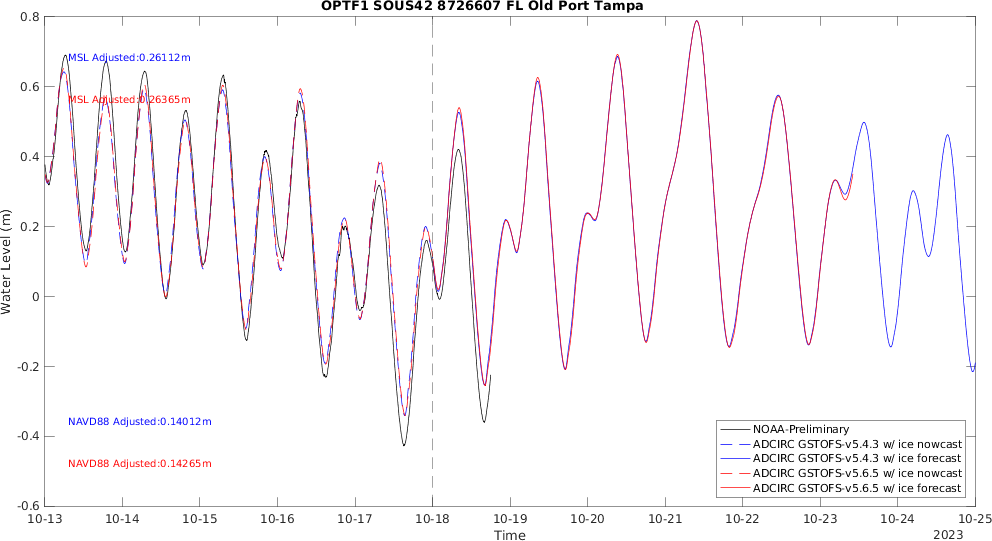 OPTF1 SOUS42 8726607 FL Old Port Tampa
0.8
MSL Adjusted:0.26112m
0.6
MSL Adjusted:0.26365m
0.4
0.2
Water Level (m)
0
-0.2
NAVD88 Adjusted:0.14012m
-0.4
NAVD88 Adjusted:0.14265m
-0.6
NOAA-Preliminary
ADCIRC GSTOFS-v5.4.3 w/ ice nowcast
ADCIRC GSTOFS-v5.4.3 w/ ice forecast
ADCIRC GSTOFS-v5.6.5 w/ ice nowcast
ADCIRC GSTOFS-v5.6.5 w/ ice forecast
10-13 10-14 10-15 10-16 10-17 10-18 10-19 10-20 10-21 10-22 10-23 10-24 10-25
Time
2023